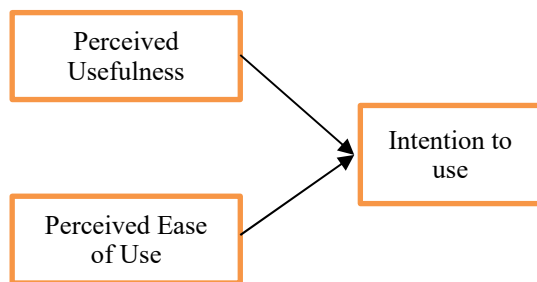 Perceived
Usefulness
Intention to
use
Perceived Ease
of Use